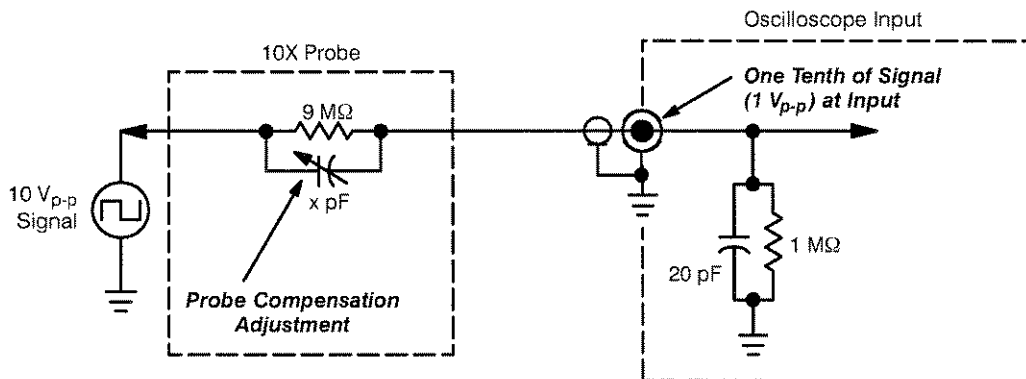 Oscilloscope Input
10X Probe
One Tenth of Signal
(1 Vp-p) at Input
9 MΩ
10 Vp-p
Signal
x pF
1 MΩ
20 pF
Probe Compensation
Adjustment